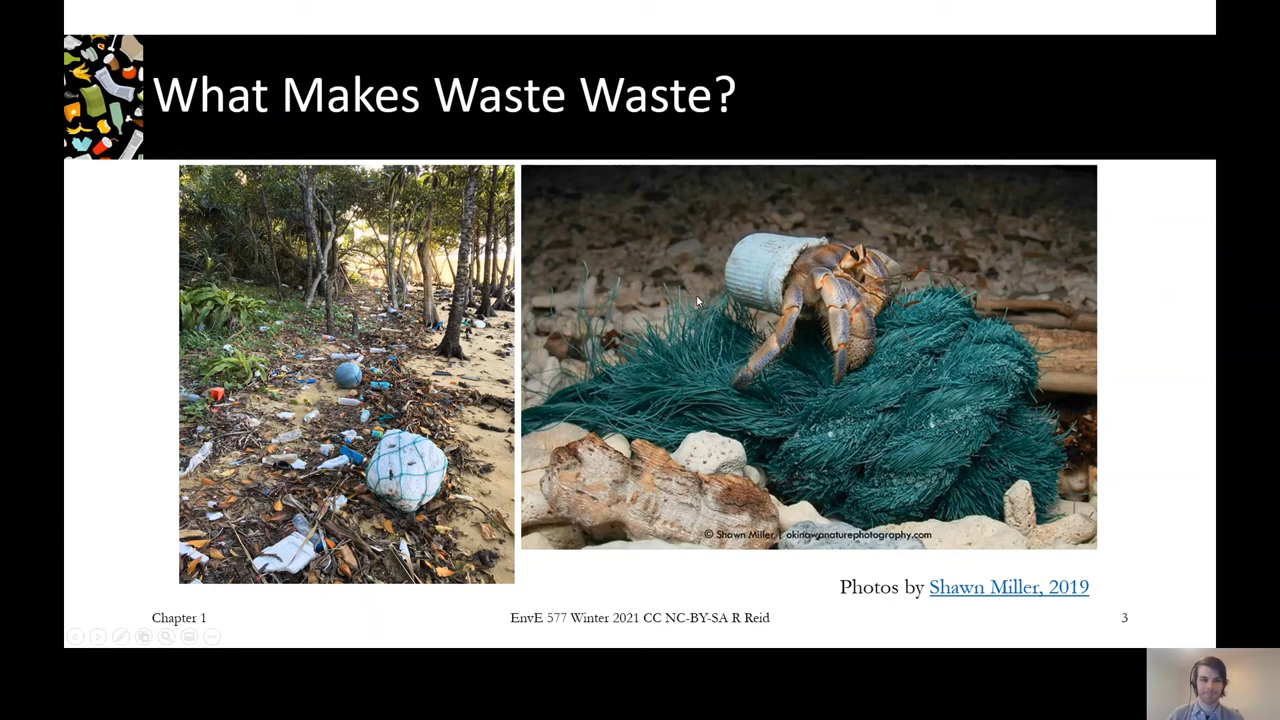 What Makes Waste Waste?
© Shawn Miller | okinawanaturephotography.com
Photos by Shawn Miller, 2019
Chapter 1
EnvE 577 Winter 2021 CC NC-BY-SA R Reid
3